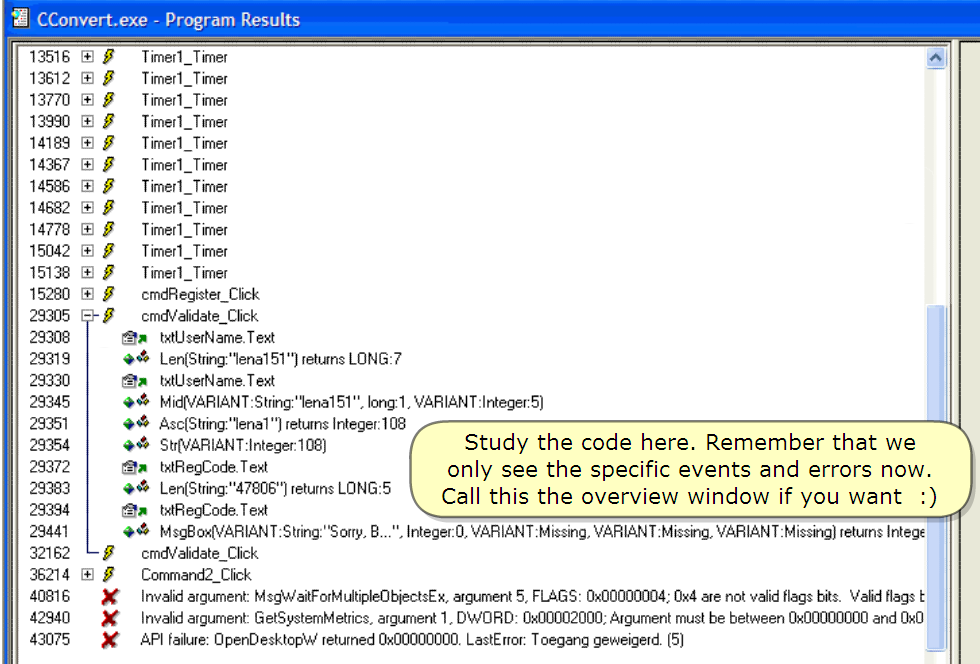 CConvert.exe - Program Results
13516 Timer1_Timer
13612 Timer1_Timer
13770 Timer1_Timer
13990 Timer1_Timer
14189 Timer1_Timer
14367 Timer1_Timer
14586 Timer1_Timer
14682 Timer1_Timer
14778 Timer1_Timer
15042 Timer1_Timer
15138 Timer1_Timer
15280 cmdRegister_Click
29305 cmdValidate_Click
29308 txtUserName.Text
29319 Len(String:"lena151") returns LONG:7
29330 txtUserName.Text
29345 Mid(VARIANT:String:"lena151", long:1, VARIANT:Integer:5)
29351 Asc(String:"lena1") returns Integer:108
29354 Str(VARIANT:Integer:108)
29372 txtRegCode.Text
29383 Len(String:"47806") returns LONG:5
29394 txtRegCode.Text
29441 MsgBox(VARIANT:String:"Sorry, B...", Integer:0, VARIANT:Missing, VARIANT:Missing, VARIANT:Missing) returns Intege
32162 cmdValidate_Click
36214 Command2_Click
40816 Invalid argument: MsgWaitForMultipleObjectsEx, argument 5, FLAGS: 0x00000004; 0x4 are not valid flags bits. Valid flags b
42940 Invalid argument: GetSystemMetrics, argument 1, DWORD: 0x00002000; Argument must be between 0x00000000 and 0x0
43075 API failure: OpenDesktopW returned 0x00000000. LastError: Toegang geweigerd. (5)
Study the code here. Remember that we
only see the specific events and errors now.
Call this the overview window if you want :)